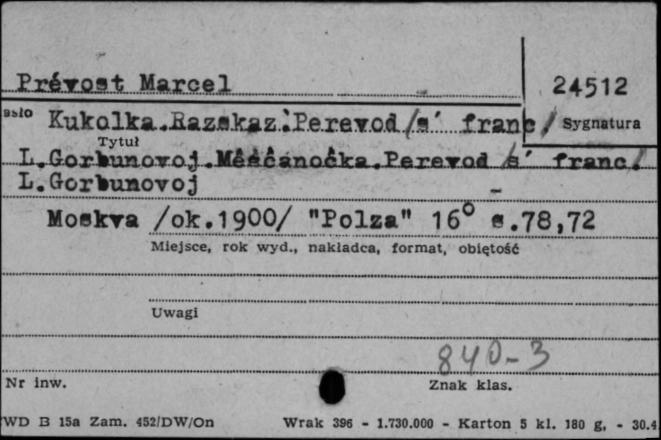 Prévost Marcel
24512
asło Kukolka.Razskaz.Perevod /s' franc/ Sygnatura
Tytuł
L.Gorbunovoj.Měščanočka.Perevod /s' franc/
L.Gorbunovoj
Moskva /ok.1900/ "Polza" 16° s.78,72
Miejsce, rok wyd., nakładca, format, objętość
Uwagi
840-3
Nr inw. Znak klas.
WD B 15a Zam. 452/DW/On Wrak 396 - 1.730.000 - Karton 5 kl. 180 g, - 30.4